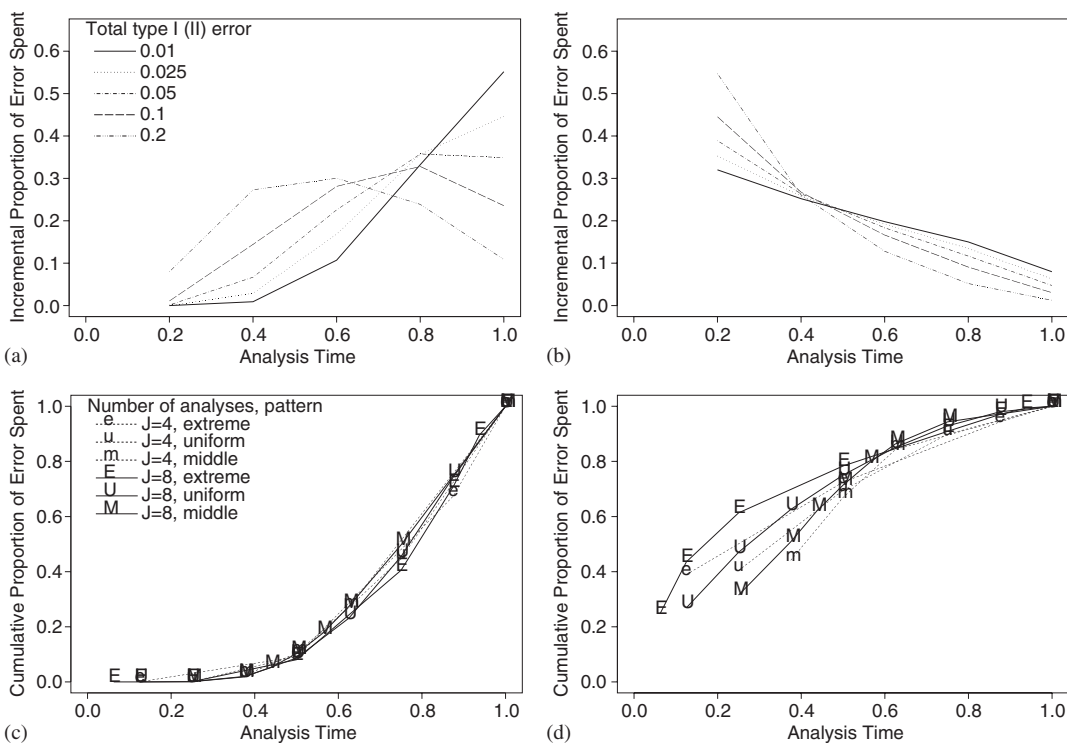 Total type I (II) error
0.01
0.025
0.05
0.1
0.2
Incremental Proportion of Error Spent
0.6
0.5
0.4
0.3
0.2
0.1
0.0
0.0 0.2 0.4 0.6 0.8 1.0
(a) Analysis Time
Incremental Proportion of Error Spent
0.6
0.5
0.4
0.3
0.2
0.1
0.0
0.0 0.2 0.4 0.6 0.8 1.0
(b) Analysis Time
Number of analyses, pattern
e J=4, extreme
u J=4, uniform
m J=4, middle
E J=8, extreme
U J=8, uniform
M J=8, middle
Cumulative Proportion of Error Spent
1.0
0.8
0.6
0.4
0.2
0.0
0.0 0.2 0.4 0.6 0.8 1.0
(c) Analysis Time
Cumulative Proportion of Error Spent
1.0
0.8
0.6
0.4
0.2
0.0
0.0 0.2 0.4 0.6 0.8 1.0
(d) Analysis Time